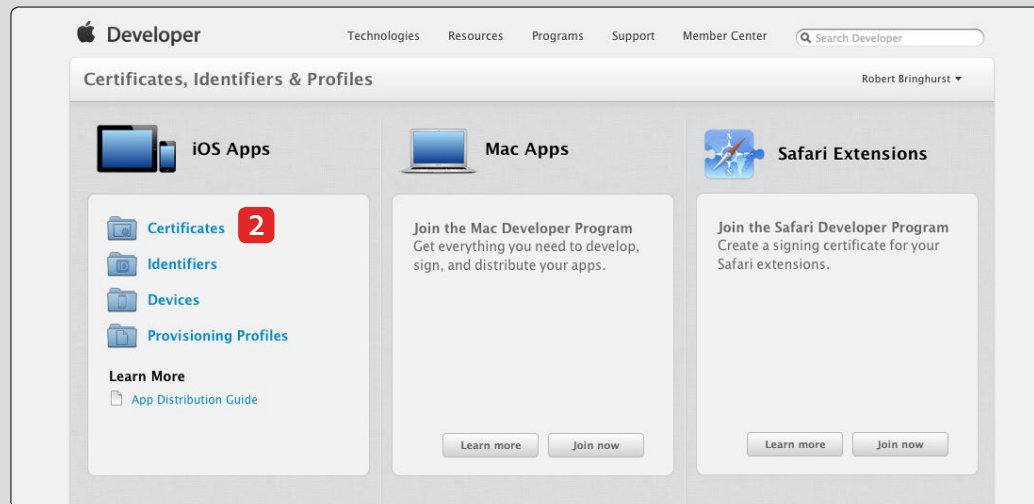 Developer
Technologies Resources Programs Support Member Center Search Developer
Certificates, Identifiers & Profiles Robert Bringhurst
iOS Apps
Certificates 2
Identifiers
Devices
Provisioning Profiles
Learn More
App Distribution Guide
Mac Apps
Join the Mac Developer Program
Get everything you need to develop,
sign, and distribute your apps.
Learn more Join now
Safari Extensions
Join the Safari Developer Program
Create a signing certificate for your
Safari extensions.
Learn more Join now